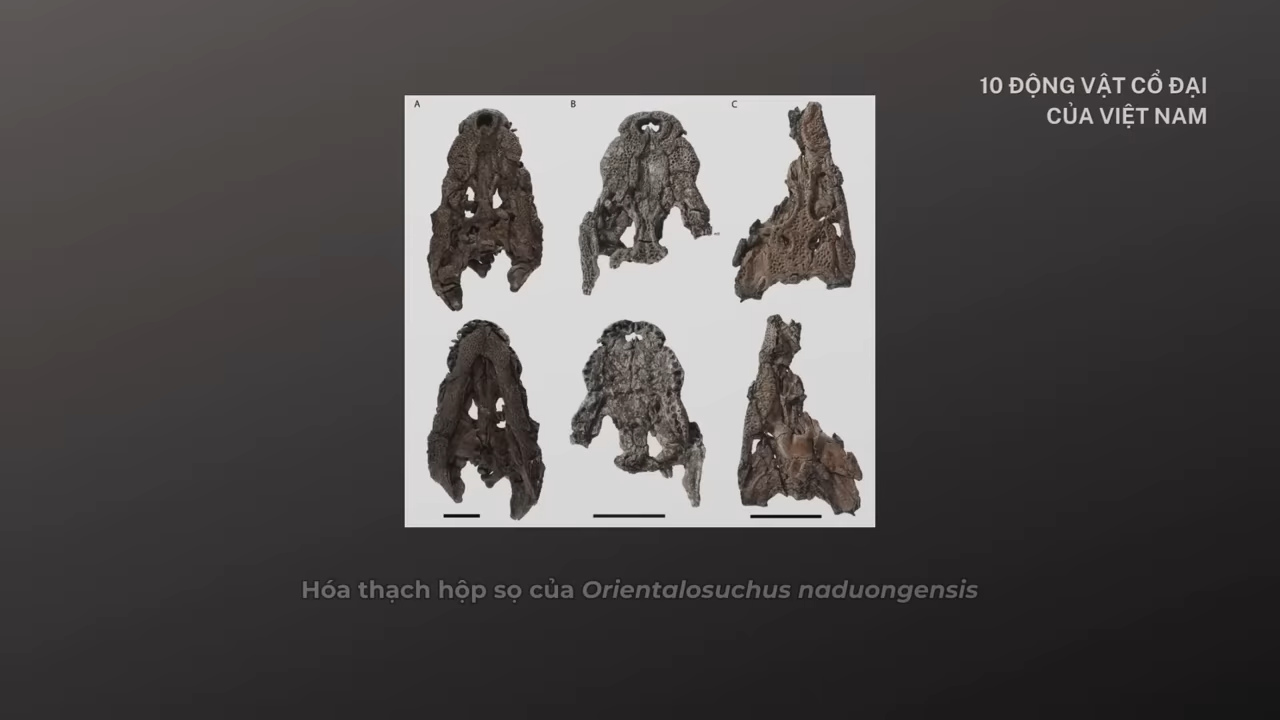 10 ĐỘNG VẬT CỔ ĐẠI
CỦA VIỆT NAM
A
B
C
Hóa thạch hộp sọ của Orientalosuchus naduongensis